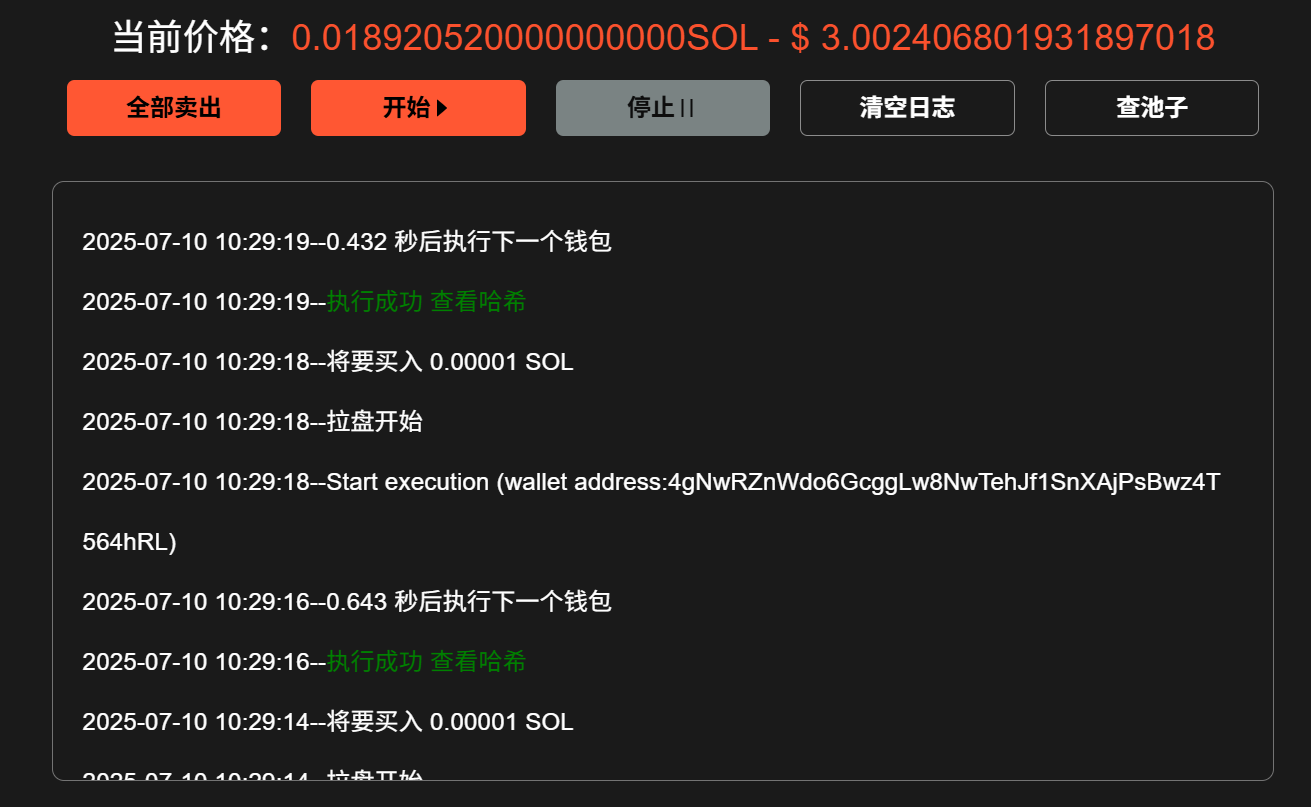 当前价格：0.018920520000000000SOL - $ 3.002406801931897018
全部卖出 开始 停止 清空日志 查池子
2025-07-10 10:29:19--0.432 秒后执行下一个钱包
2025-07-10 10:29:19--执行成功 查看哈希
2025-07-10 10:29:18--将要买入 0.00001 SOL
2025-07-10 10:29:18--拉盘开始
2025-07-10 10:29:18--Start execution (wallet address:4gNwRZnWdo6GcggLw8NwTehJf1SnXAjPsBwz4T
564hRL)
2025-07-10 10:29:16--0.643 秒后执行下一个钱包
2025-07-10 10:29:16--执行成功 查看哈希
2025-07-10 10:29:14--将要买入 0.00001 SOL
2025-07-10 10:29:14--拉盘开始